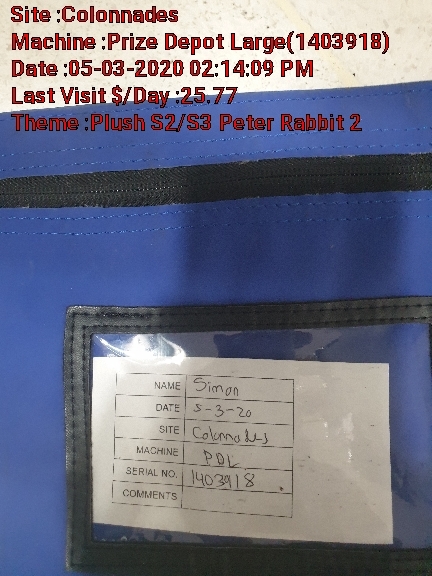 Site :Colonnades
Machine :Prize Depot Large(1403918)
Date :05-03-2020 02:14:09 PM
Last Visit $/Day :25.77
Theme :Plush S2/S3 Peter Rabbit 2
NAME Simon
DATE 5-3-20
SITE Colonnades
MACHINE PDL
SERIAL NO. 1403918
COMMENTS